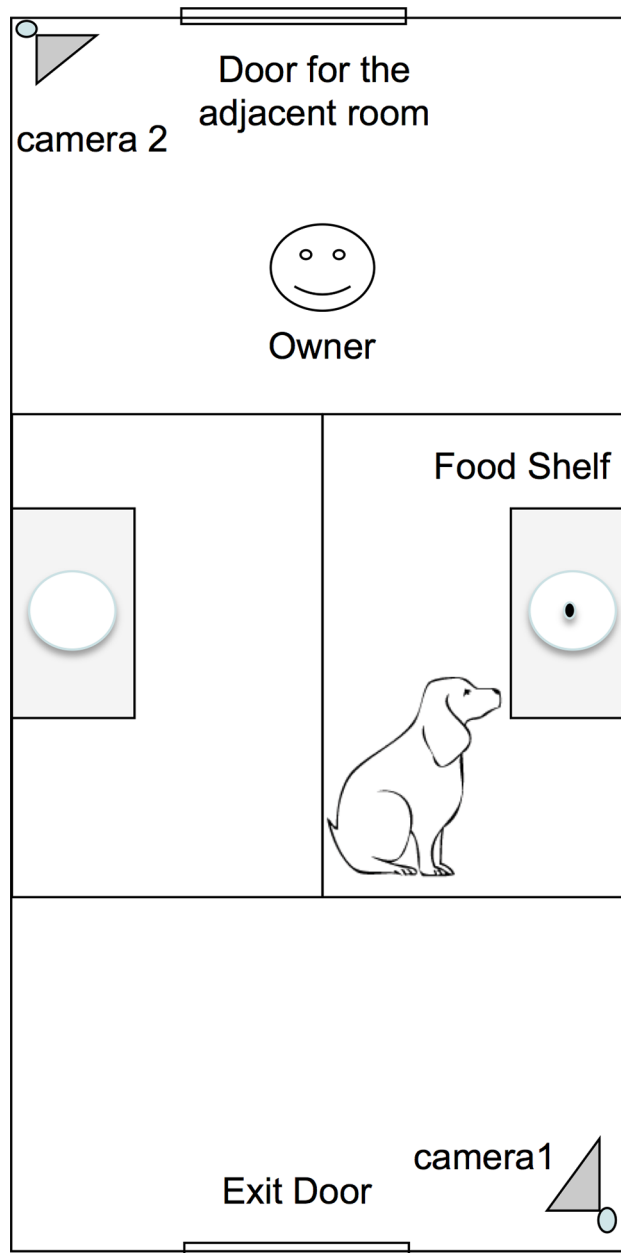 Door for the
adjacent room
camera 2
Owner
Food Shelf
camera1
Exit Door